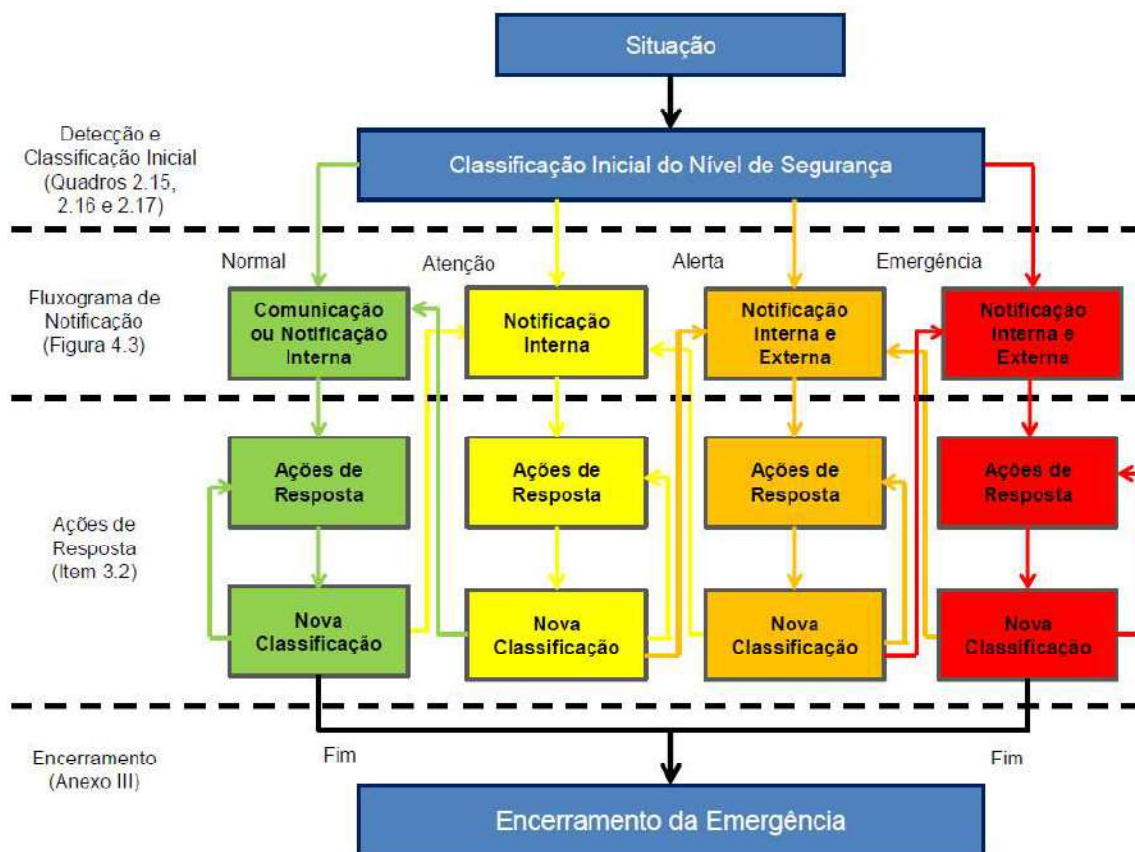 Situação
Detecção e
Classificação Inicial
(Quadros 2.15,
2.16 e 2.17)
Classificação Inicial do Nível de Segurança
Normal
Atenção
Alerta
Emergência
Fluxograma de
Notificação
(Figura 4.3)
Comunicação
ou Notificação
Interna
Notificação
Interna
Notificação
Interna e
Externa
Notificação
Interna e
Externa
Ações de
Resposta
(Item 3.2)
Ações de
Resposta
Ações de
Resposta
Ações de
Resposta
Ações de
Resposta
Nova
Classificação
Nova
Classificação
Nova
Classificação
Nova
Classificação
Encerramento
(Anexo III)
Fim
Fim
Encerramento da Emergência